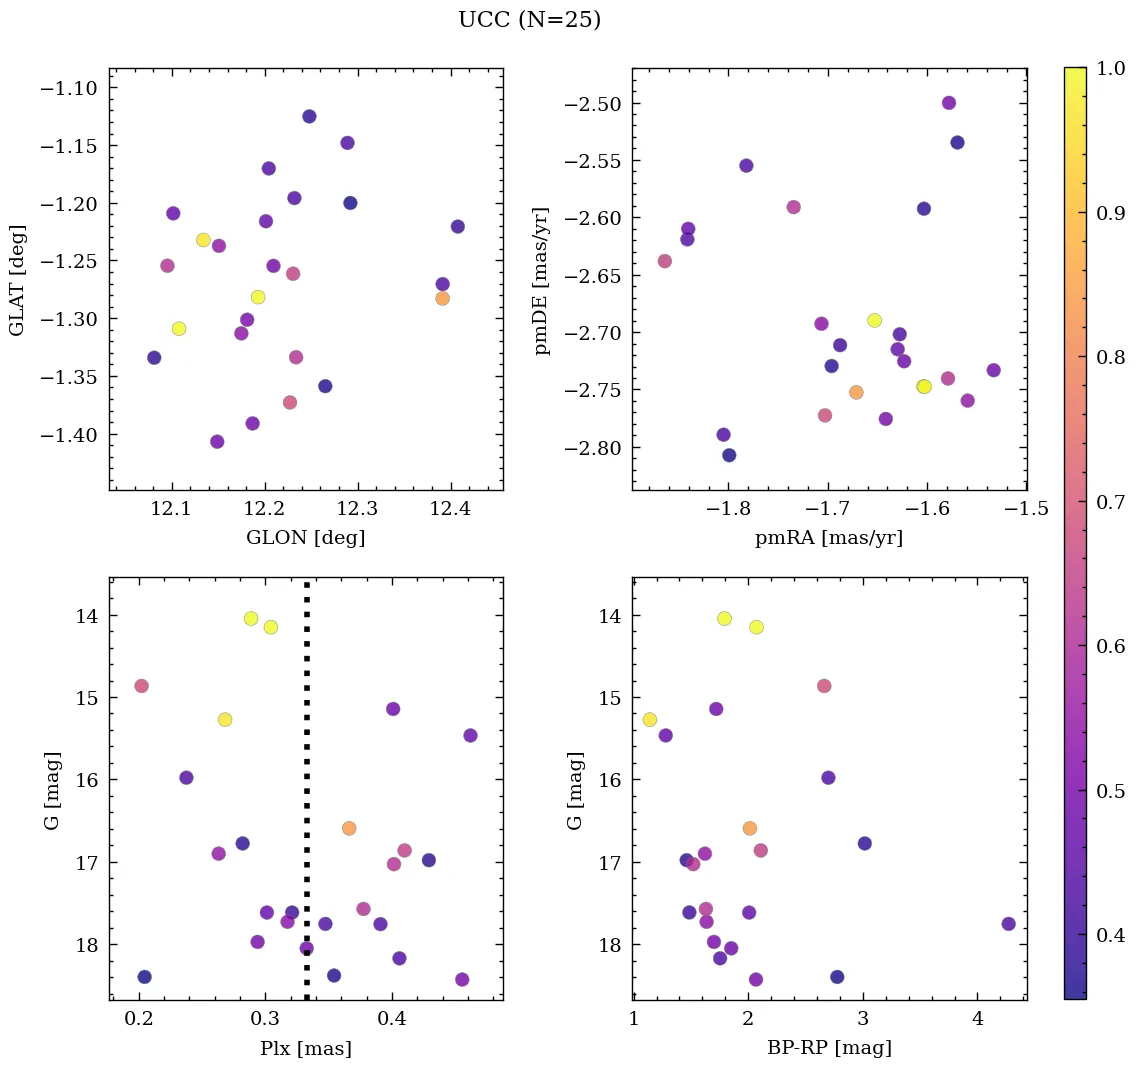 UCC (N=25)
−1.10
−1.15
−1.20
−1.25
−1.30
−1.35
−1.40
GLAT [deg]
12.1 12.2 12.3 12.4
GLON [deg]
−2.50
−2.55
−2.60
−2.65
−2.70
−2.75
−2.80
pmDE [mas/yr]
−1.8 −1.7 −1.6 −1.5
pmRA [mas/yr]
14
15
16
17
18
G [mag]
0.2 0.3 0.4
Plx [mas]
14
15
16
17
18
G [mag]
1 2 3 4
BP-RP [mag]
1.0
0.9
0.8
0.7
0.6
0.5
0.4